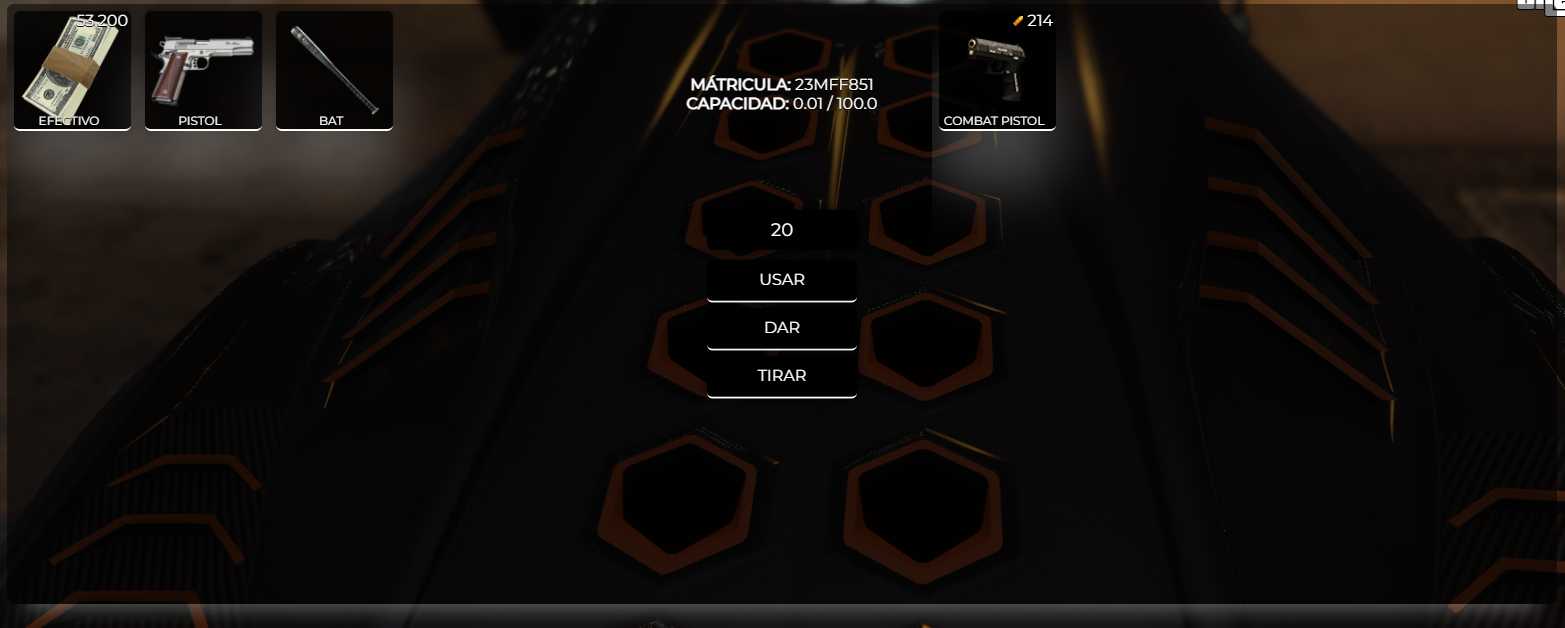 53.200
EFECTIVO
PISTOL
BAT
MÁTRICULA: 23MFF851
CAPACIDAD: 0.01 / 100.0
214
COMBAT PISTOL
20
USAR
DAR
TIRAR